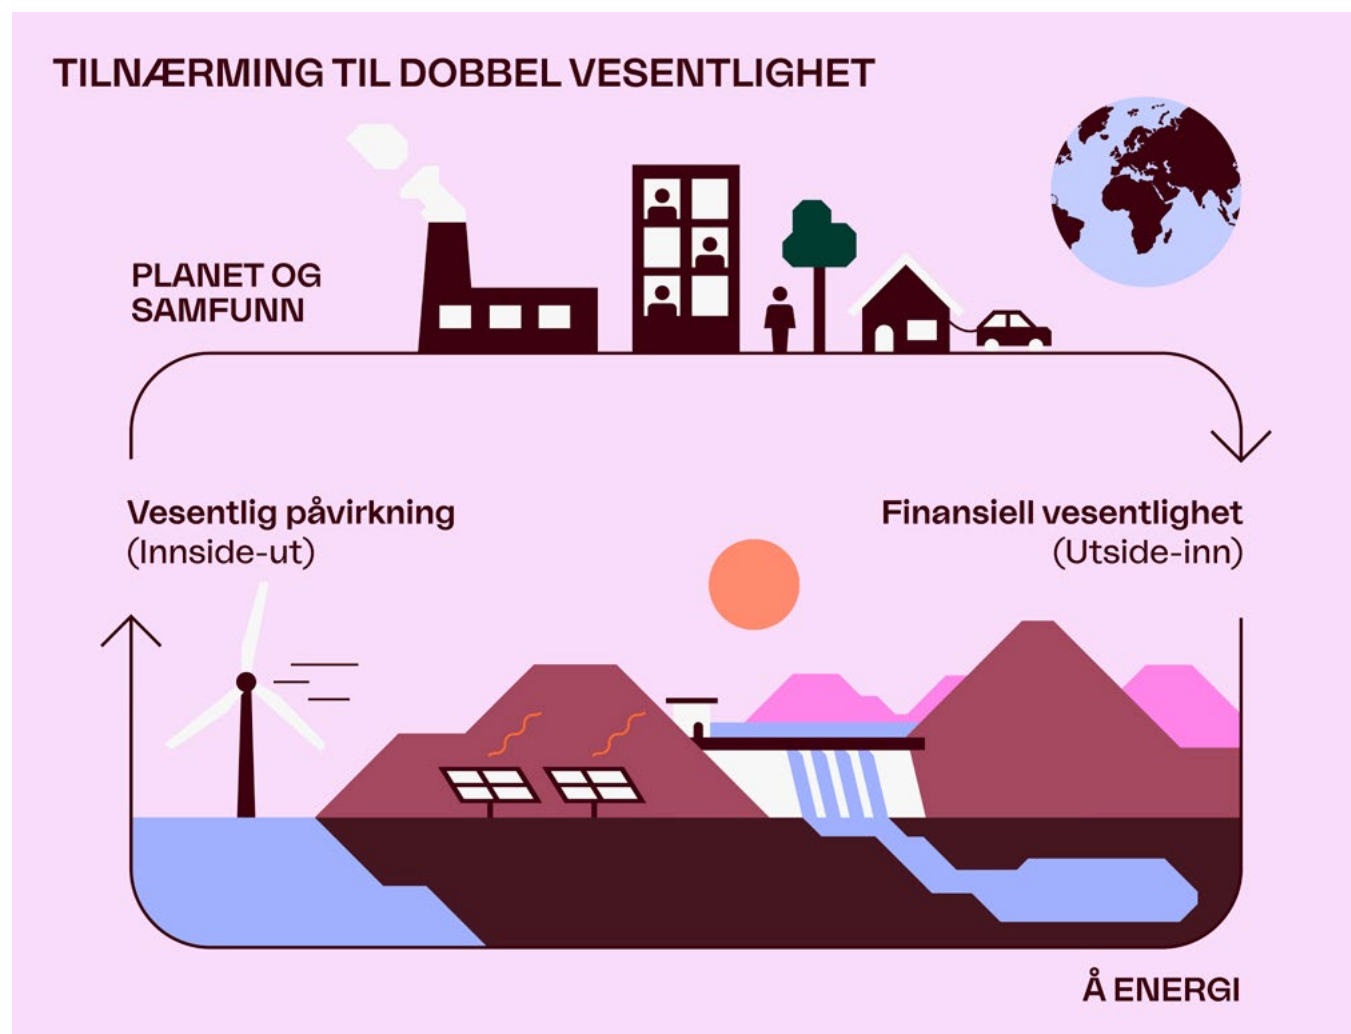 TILNÆRMING TIL DOBBEL VESENTLIGHET
PLANET OG
SAMFUNN
Vesentlig påvirkning
(Innside-ut)
Finansiell vesentlighet
(Utside-inn)
Å ENERGI